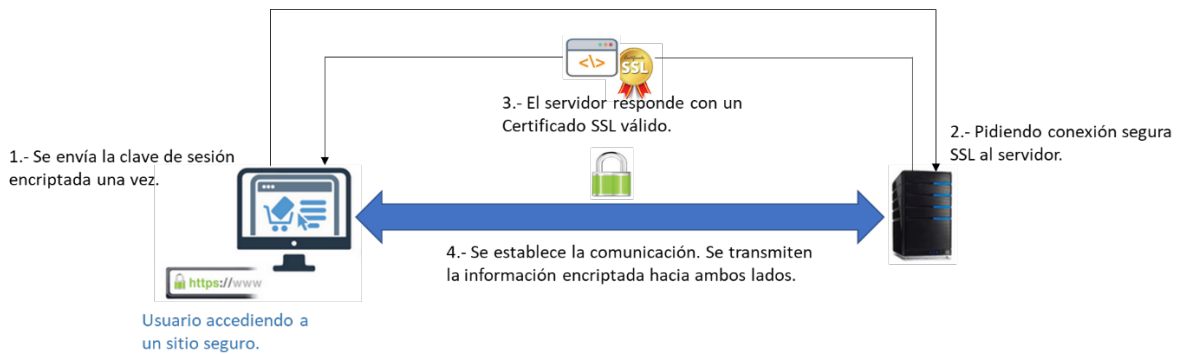 </>
Certificado
SSL
3.- El servidor responde con un
Certificado SSL válido.
1.- Se envía la clave de sesión
encriptada una vez.
2.- Pidiendo conexión segura
SSL al servidor.
4.- Se establece la comunicación. Se transmiten
la información encriptada hacia ambos lados.
https://www
Usuario accediendo a
un sitio seguro.